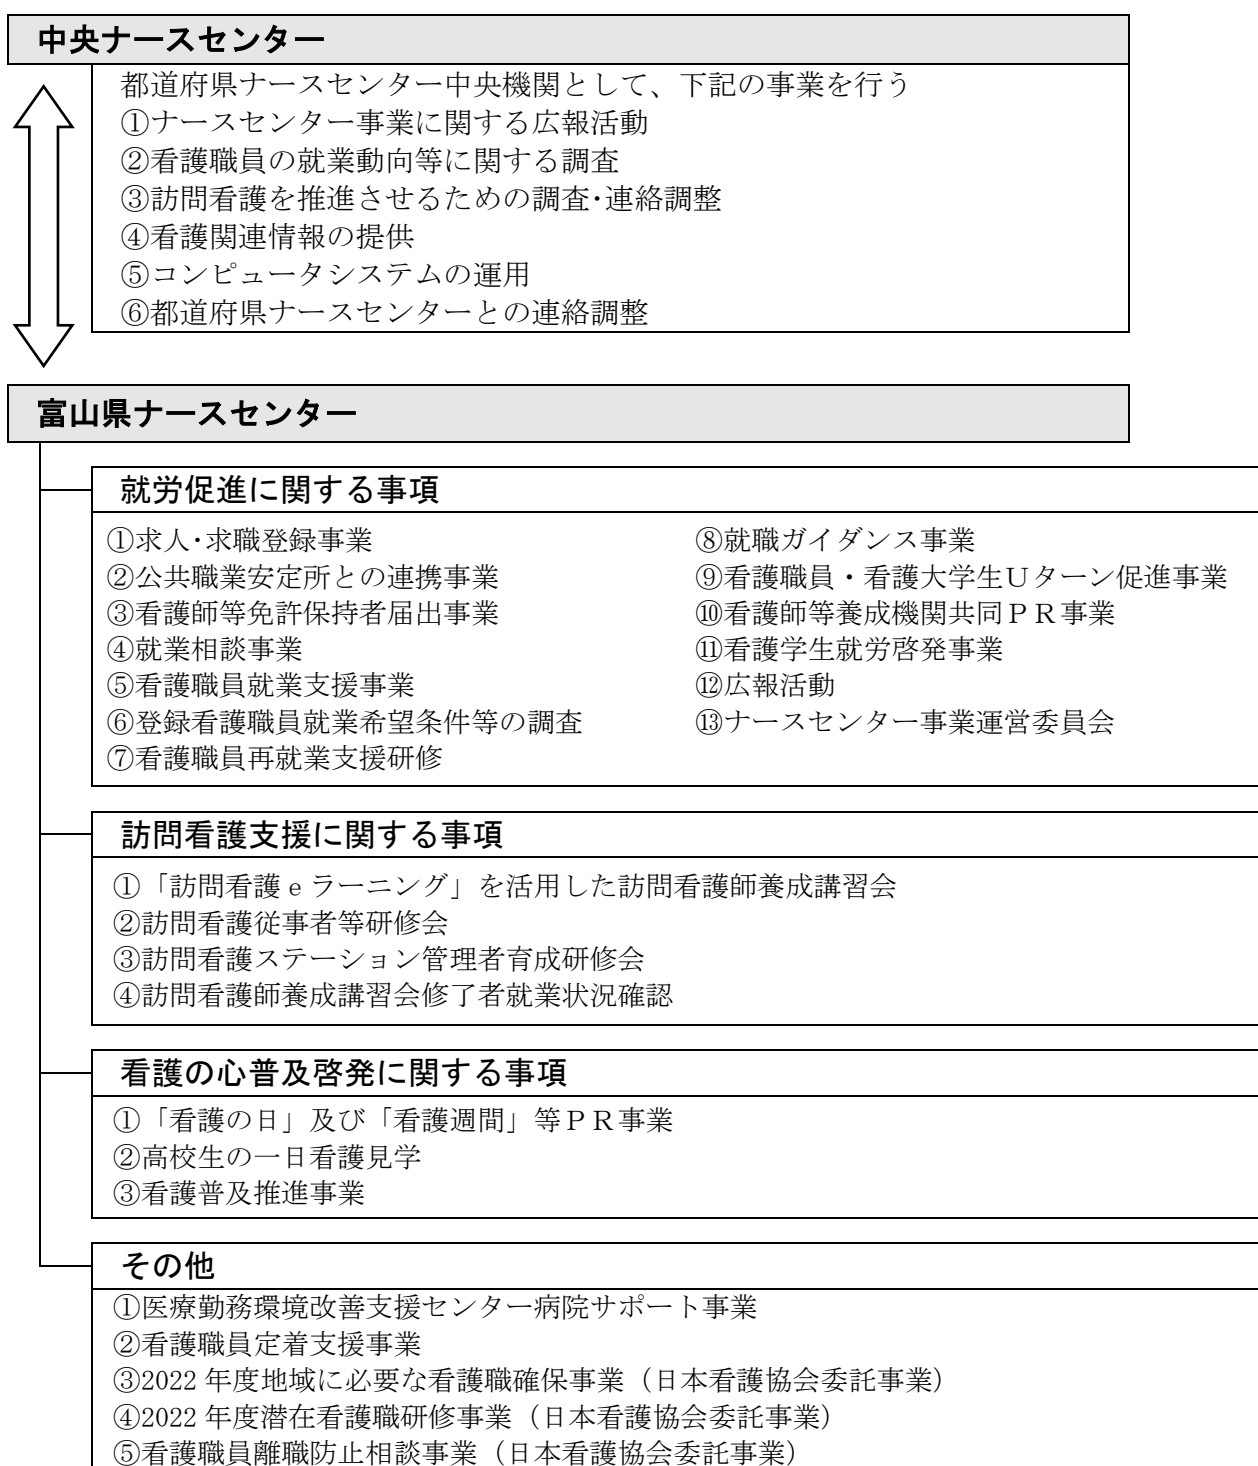 中央ナースセンター
都道府県ナースセンター中央機関として、下記の事業を行う
①ナースセンター事業に関する広報活動
②看護職員の就業動向等に関する調査
③訪問看護を推進させるための調査･連絡調整
④看護関連情報の提供
⑤コンピュータシステムの運用
⑥都道府県ナースセンターとの連絡調整
富山県ナースセンター
就労促進に関する事項
①求人･求職登録事業
②公共職業安定所との連携事業
③看護師等免許保持者届出事業
④就業相談事業
⑤看護職員就業支援事業
⑥登録看護職員就業希望条件等の調査
⑦看護職員再就業支援研修
⑧就職ガイダンス事業
⑨看護職員・看護大学生Ｕターン促進事業
⑩看護師等養成機関共同ＰＲ事業
⑪看護学生就労啓発事業
⑫広報活動
⑬ナースセンター事業運営委員会
訪問看護支援に関する事項
①「訪問看護 e ラーニング」を活用した訪問看護師養成講習会
②訪問看護従事者等研修会
③訪問看護ステーション管理者育成研修会
④訪問看護師養成講習会修了者就業状況確認
看護の心普及啓発に関する事項
①「看護の日」及び「看護週間」等ＰＲ事業
②高校生の一日看護見学
③看護普及推進事業
その他
①医療勤務環境改善支援センター病院サポート事業
②看護職員定着支援事業
③2022 年度地域に必要な看護職確保事業（日本看護協会委託事業）
④2022 年度潜在看護職研修事業（日本看護協会委託事業）
⑤看護職員離職防止相談事業（日本看護協会委託事業）